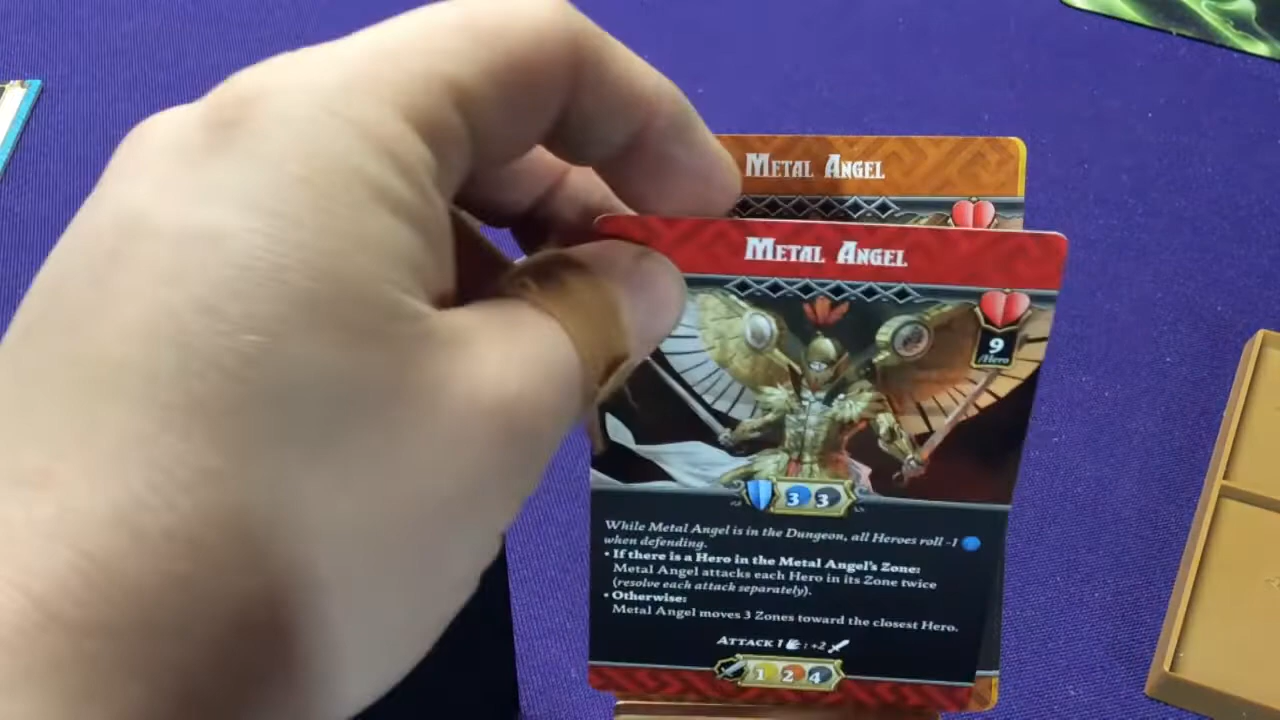 METAL ANGEL
METAL ANGEL
9
/Hero
3 3
While Metal Angel is in the Dungeon, all Heroes roll -1
when defending.
• If there is a Hero in the Metal Angel's Zone:
Metal Angel attacks each Hero in its Zone twice
(resolve each attack separately).
• Otherwise:
Metal Angel moves 3 Zones toward the closest Hero.
ATTACK 1 : +2
1 2 4